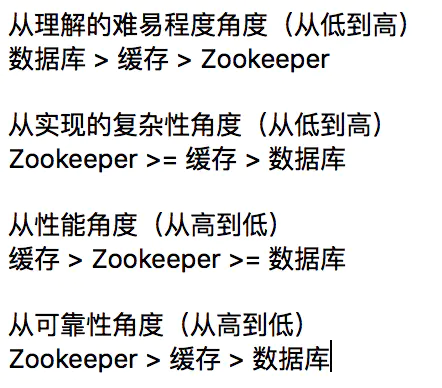 从理解的难易程度角度（从低到高）
数据库 > 缓存 > Zookeeper
从实现的复杂性角度（从低到高）
Zookeeper >= 缓存 > 数据库
从性能角度（从高到低）
缓存 > Zookeeper >= 数据库
从可靠性角度（从高到低）
Zookeeper > 缓存 > 数据库